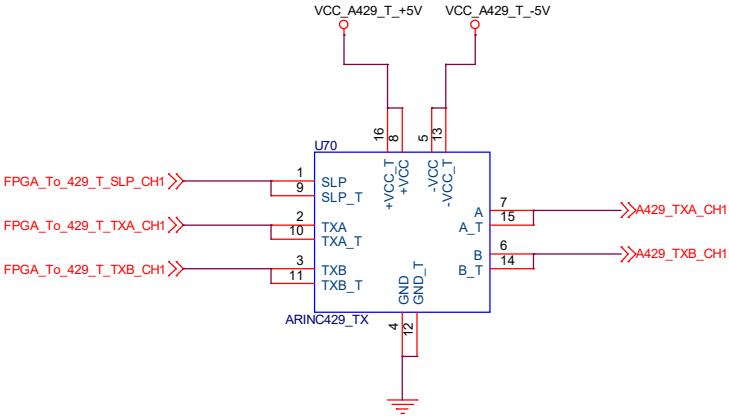 VCC_A429_T_+5V
VCC_A429_T_-5V
16
8
5
13
U70
+VCC_T
+VCC
-VCC
-VCC_T
FPGA_To_429_T_SLP_CH1
1
SLP
9
SLP_T
FPGA_To_429_T_TXA_CH1
2
TXA
10
TXA_T
FPGA_To_429_T_TXB_CH1
3
TXB
11
TXB_T
A
7
A429_TXA_CH1
A_T
15
B
6
A429_TXB_CH1
B_T
14
GND
GND_T
ARINC429_TX
4
12